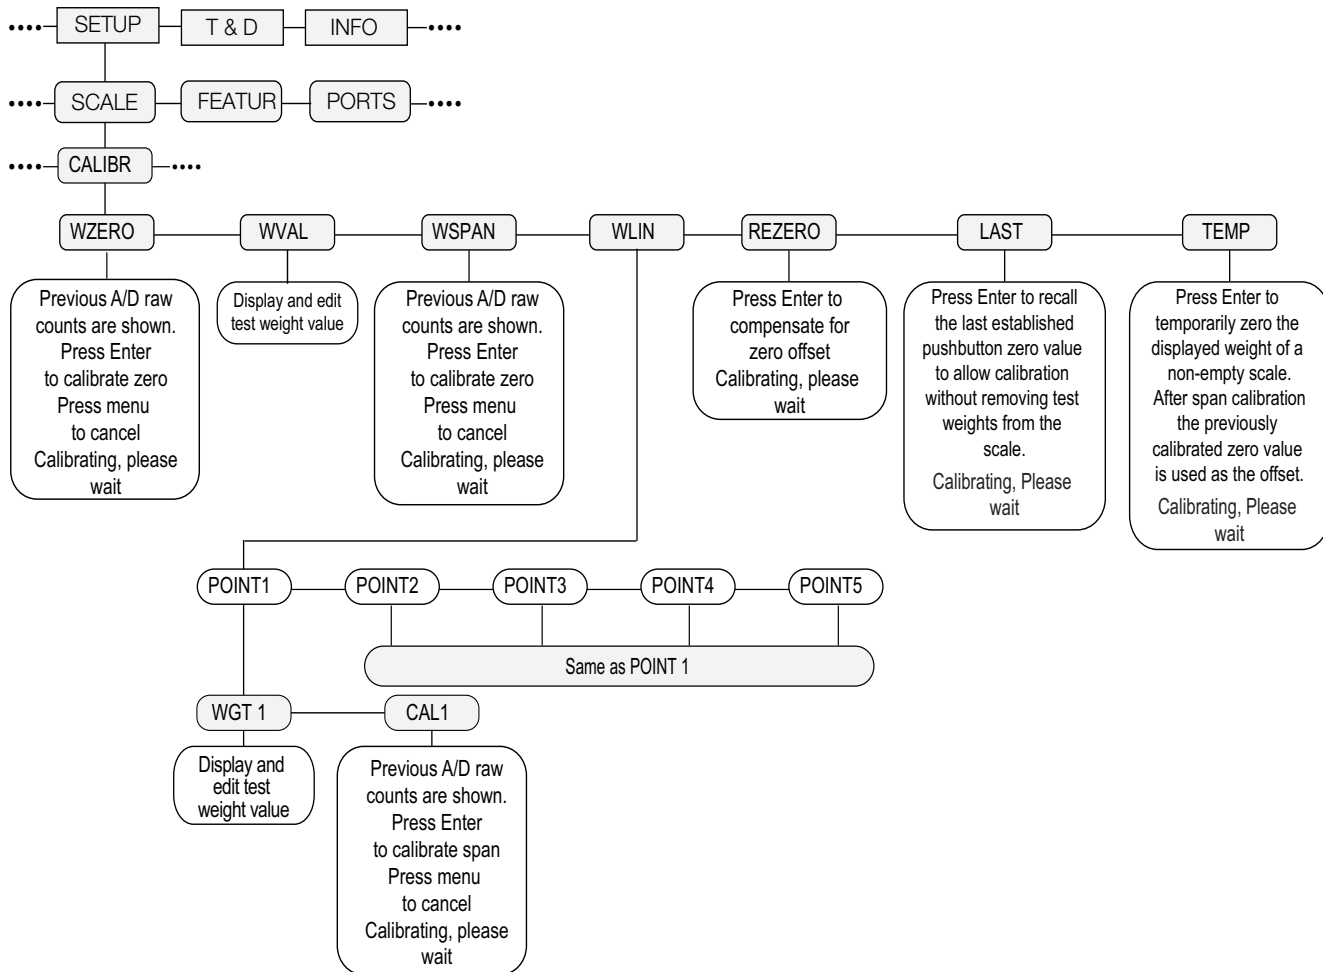 SETUP
T & D
INFO
SCALE
FEATUR
PORTS
CALIBR
WZERO
WVAL
WSPAN
WLIN
REZERO
LAST
TEMP
Previous A/D raw
counts are shown.
Press Enter
to calibrate zero
Press menu
to cancel
Calibrating, please
wait
Display and edit
test weight value
Previous A/D raw
counts are shown.
Press Enter
to calibrate zero
Press menu
to cancel
Calibrating, please
wait
Press Enter to
compensate for
zero offset
Calibrating, please
wait
Press Enter to recall
the last established
pushbutton zero value
to allow calibration
without removing test
weights from the
scale.
Calibrating, Please
wait
Press Enter to
temporarily zero the
displayed weight of a
non-empty scale.
After span calibration
the previously
calibrated zero value
is used as the offset.
Calibrating, Please
wait
POINT1
POINT2
POINT3
POINT4
POINT5
Same as POINT 1
WGT 1
CAL1
Display and
edit test
weight value
Previous A/D raw
counts are shown.
Press Enter
to calibrate span
Press menu
to cancel
Calibrating, please
wait